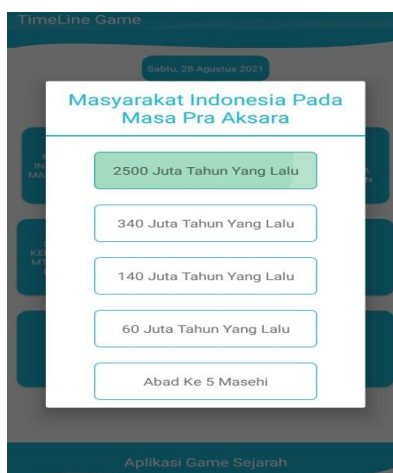 TimeLine Game
Sabtu, 28 Agustus 2021
Masyarakat Indonesia Pada
Masa Pra Aksara
2500 Juta Tahun Yang Lalu
340 Juta Tahun Yang Lalu
140 Juta Tahun Yang Lalu
60 Juta Tahun Yang Lalu
Abad Ke 5 Masehi
Aplikasi Game Sejarah